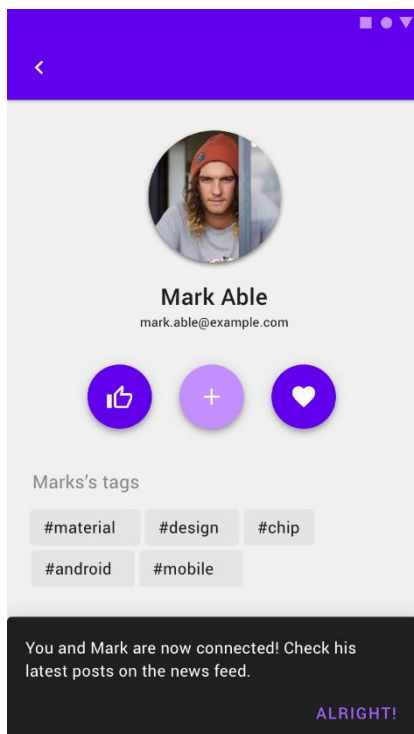 Mark Able
mark.able@example.com
Marks's tags
#material #design #chip
#android #mobile
You and Mark are now connected! Check his
latest posts on the news feed.
ALRIGHT!